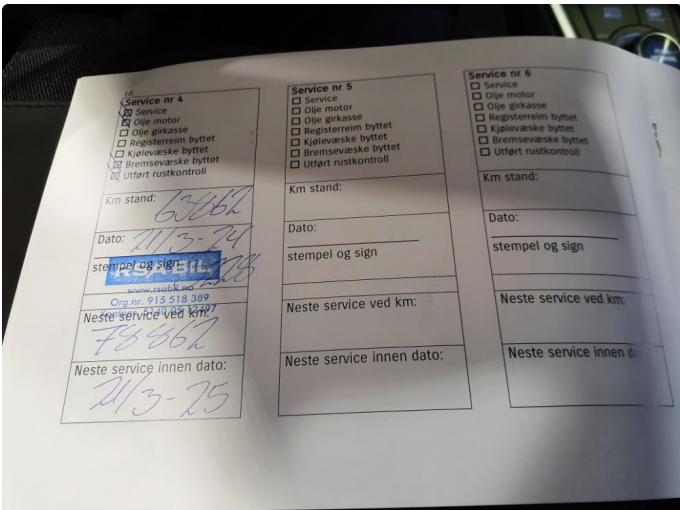 16
Service nr 4
Service
Olje motor
Olje girkasse
Registerreim byttet
Kjølevæske byttet
Bremsevæske byttet
Utført rustkontroll
Km stand:
63862
Dato: 21/3-24
stempel og sign
RSA BIL
www.rsabil.no
Org.nr. 915 518 389
Neste service ved km:
78862
Neste service innen dato:
21/3-25
Service nr 5
Service
Olje motor
Olje girkasse
Registerreim byttet
Kjølevæske byttet
Bremsevæske byttet
Utført rustkontroll
Km stand:
Dato:
stempel og sign
Neste service ved km:
Neste service innen dato:
Service nr 6
Service
Olje motor
Olje girkasse
Registerreim byttet
Kjølevæske byttet
Bremsevæske byttet
Utført rustkontroll
Km stand:
Dato:
stempel og sign
Neste service ved km:
Neste service innen